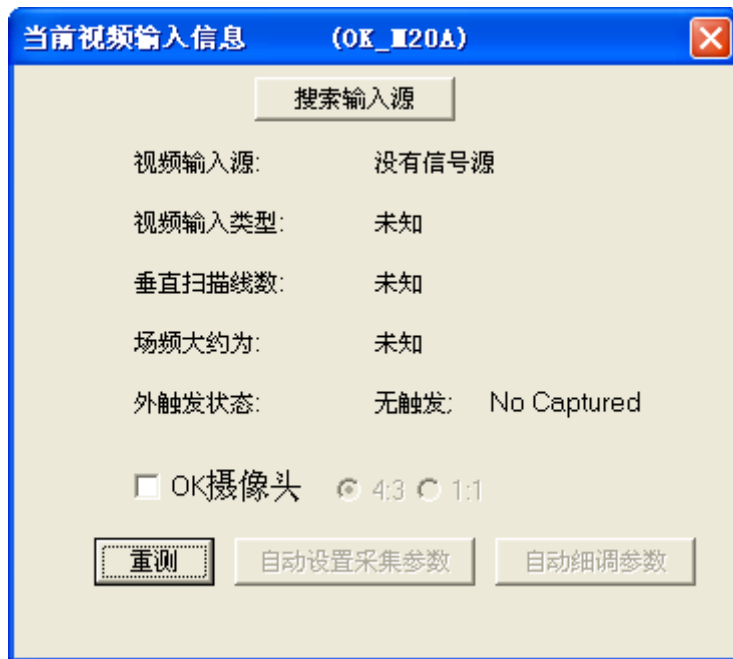 当前视频输入信息 (OK_M20A)
搜索输入源
视频输入源: 没有信号源
视频输入类型: 未知
垂直扫描线数: 未知
场频大约为: 未知
外触发状态: 无触发; No Captured
OK摄像头 4:3 1:1
重测 自动设置采集参数 自动细调参数